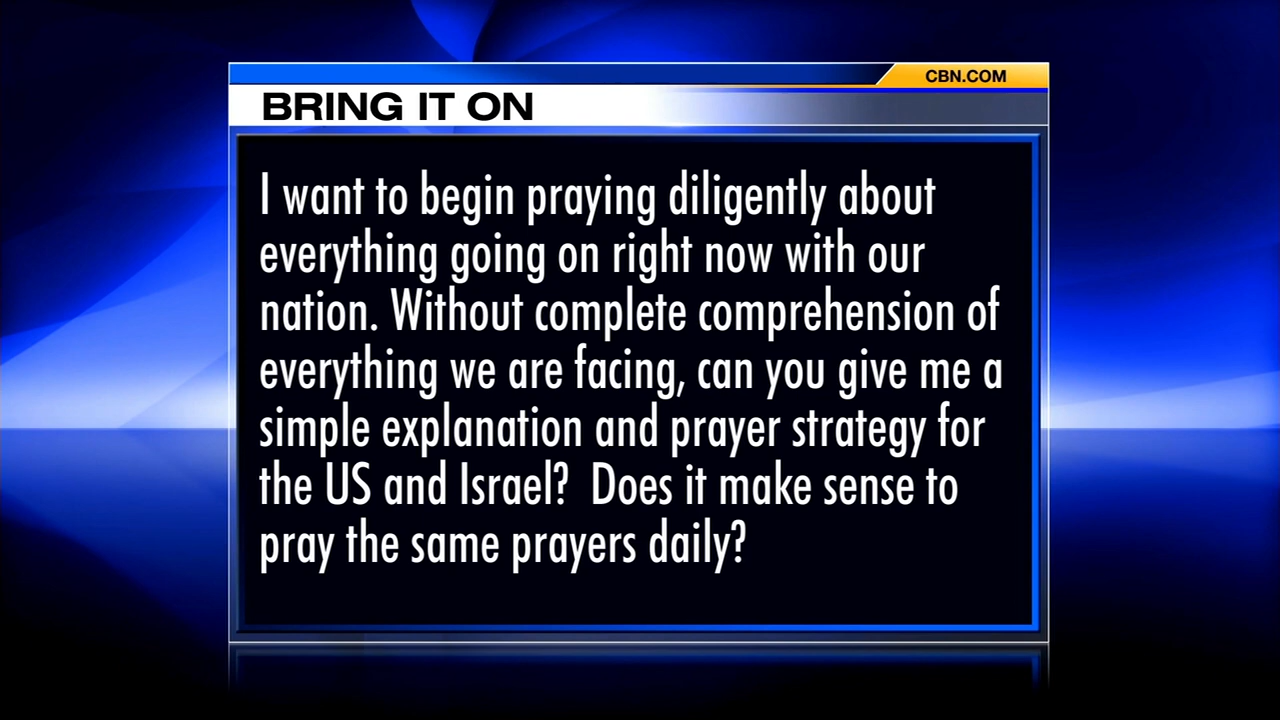 CBN.COM
BRING IT ON
I want to begin praying diligently about
everything going on right now with our
nation. Without complete comprehension of
everything we are facing, can you give me a
simple explanation and prayer strategy for
the US and Israel?  Does it make sense to
pray the same prayers daily?